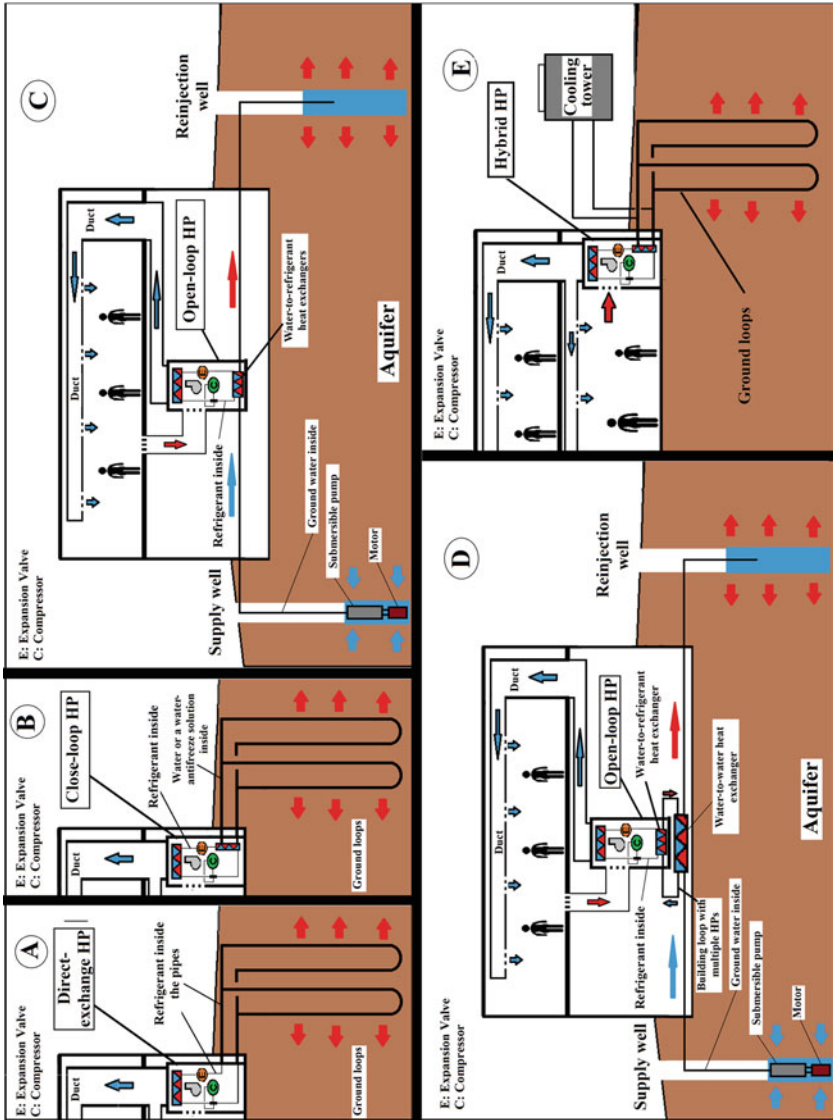 A
Direct-
exchange HP
Refrigerant inside
the pipes
E
C
Ground loops
E: Expansion Valve
C: Compressor
B
Close-loop HP
Refrigerant inside
Water or a water-
antifreeze solution
inside
E
C
Ground loops
E: Expansion Valve
C: Compressor
C
E: Expansion Valve
C: Compressor
Duct
Duct
Open-loop HP
Reinjection
well
E
C
Water-to-refrigerant
heat exchangers
Refrigerant inside
Supply well
Ground water inside
Submersible pump
Motor
Aquifer
D
E: Expansion Valve
C: Compressor
Duct
Duct
Open-loop HP
Reinjection
well
E
C
Water-to-refrigerant
heat exchanger
Water-to-water heat
exchanger
Refrigerant inside
Building loop with
multiple HPs
Supply well
Ground water inside
Submersible pump
Motor
Aquifer
E
E: Expansion Valve
C: Compressor
Duct
Hybrid HP
Cooling
tower
E
C
Ground loops